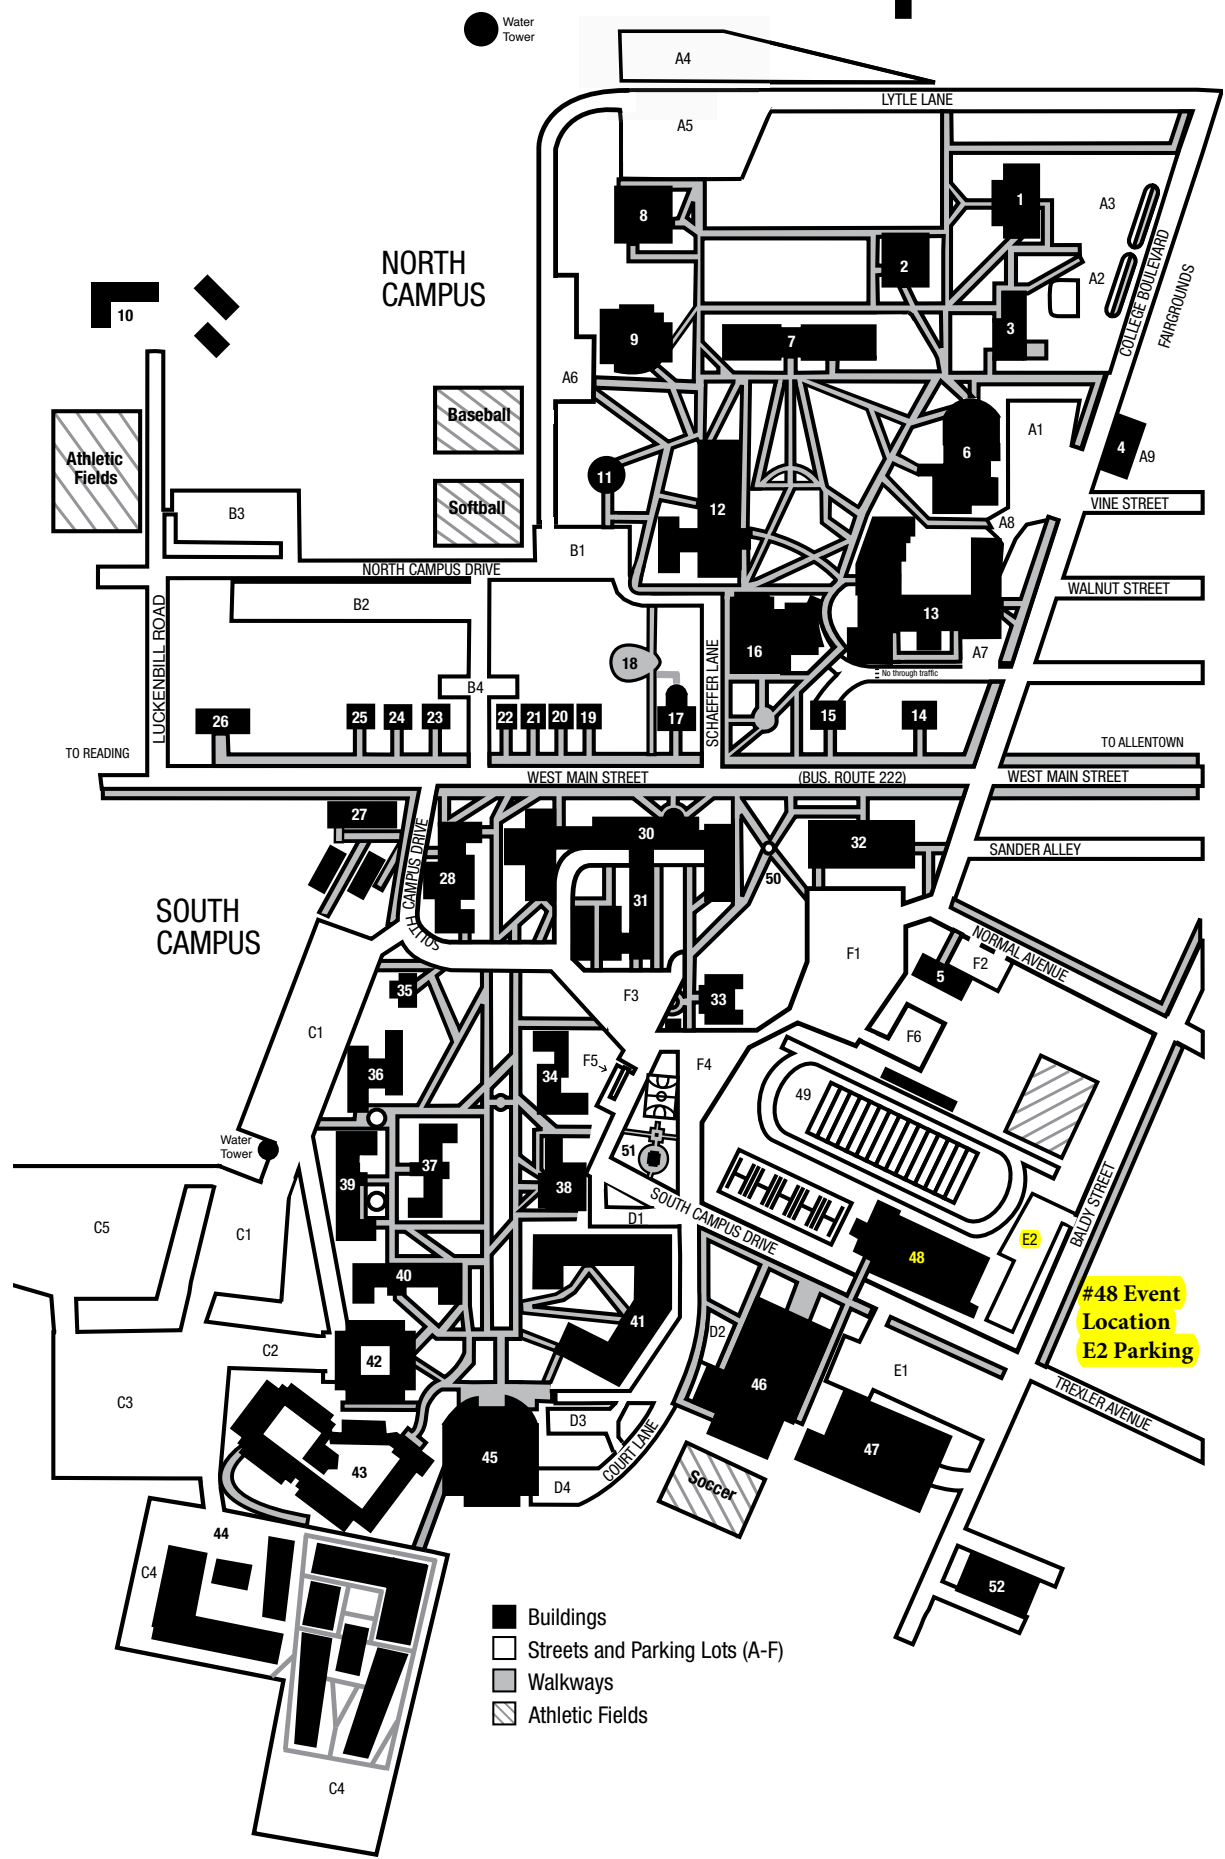 Water
Tower
A4
LYTLE LANE
A5
1
A3
8
2
COLLEGE BOULEVARD
FAIRGROUNDS
NORTH
CAMPUS
A2
10
3
9
7
A6
Baseball
A1
6
4
A9
Athletic
Fields
11
Softball
12
VINE STREET
B3
A8
B1
NORTH CAMPUS DRIVE
WALNUT STREET
B2
LUCKENBILL ROAD
13
16
A7
18
SCHAEFFER LANE
No through traffic
B4
26
25
24
23
22
21
20
19
17
15
14
TO READING
TO ALLENTOWN
WEST MAIN STREET
(BUS. ROUTE 222)
WEST MAIN STREET
27
30
32
SANDER ALLEY
SOUTH CAMPUS DRIVE
28
50
31
SOUTH
CAMPUS
NORMAL AVENUE
F1
F2
5
35
F3
33
C1
F6
36
F5
34
F4
49
Water
Tower
51
37
39
38
SOUTH CAMPUS DRIVE
BALDY STREET
C5
C1
D1
E2
48
40
#48 Event
Location
E2 Parking
41
D2
C2
42
E1
46
TREXLER AVENUE
C3
D3
COURT LANE
47
45
43
D4
Soccer
44
C4
52
Buildings
Streets and Parking Lots (A-F)
Walkways
Athletic Fields
C4